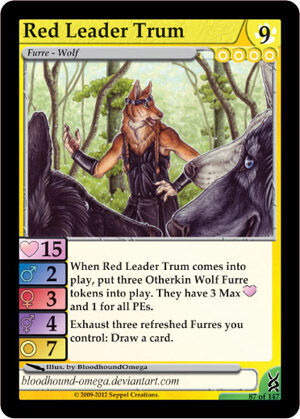 Red Leader Trum
9
Furre - Wolf
15
2
3
4
7
When Red Leader Trum comes into
play, put three Otherkin Wolf Furre
tokens into play. They have 3 Max
and 1 for all PEs.
Exhaust three refreshed Furres you
control: Draw a card.
Illus. by BloodhoundOmega
bloodhound-omega.deviantart.com
87 of 147
© 2009-2012 Seppel Creations.